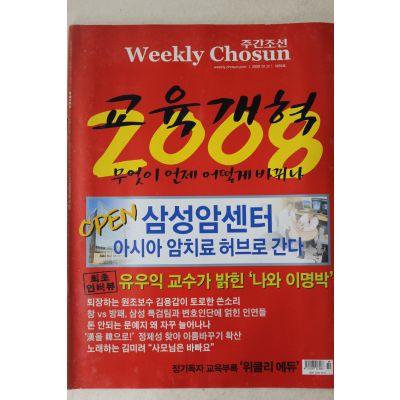 주간조선
Weekly Chosun
weekly.chosun.com
교육개혁
2008
무엇이 언제 어떻게 바뀌나
OPEN
삼성암센터
아시아 암치료 허브로 간다
최초
인터뷰
유우익 교수가 밝힌 '나와 이명박'
퇴장하는 원조보수 김용갑이 토로한 쓴소리
창 vs 방패, 삼성 특검팀과 변호인단에 얽힌 인연들
돈 안되는 문예지 왜 자꾸 늘어나나
'漢을 韓으로!' 정체성 찾아 이름바꾸기 확산
노래하는 김미려 "사모님은 바빠요"
정기독자 교육부록 '위클리 에듀'